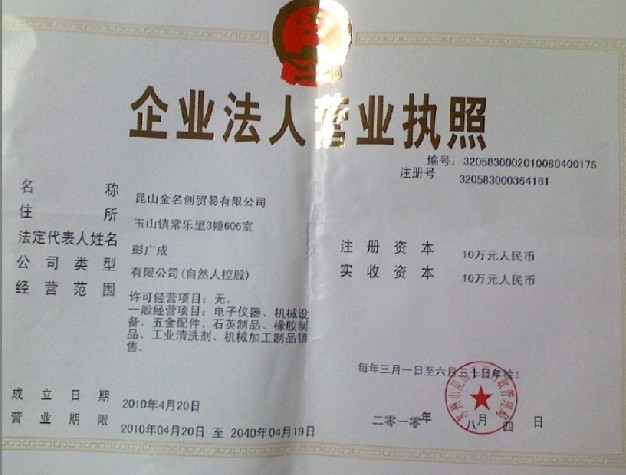 企业法人营业执照
编号：320583000201008040017S
注册号 320583000364181
名称 昆山金名创贸易有限公司
住所 玉山镇常乐里3幢606室
法定代表人姓名 彭广成
注册资本 10万元人民币
公司类型 有限公司(自然人控股)
实收资本 10万元人民币
经营范围 许可经营项目：无。
一般经营项目：电子仪器、机械设
备、五金配件、石英制品、橡胶制
品、工业清洗剂、机械加工制品销
售。
每年三月一日至六月三十日年检！
成立日期 2010年4月20日
二零一零年八月四日
营业期限 2010年04月20日 至 2040年04月19日